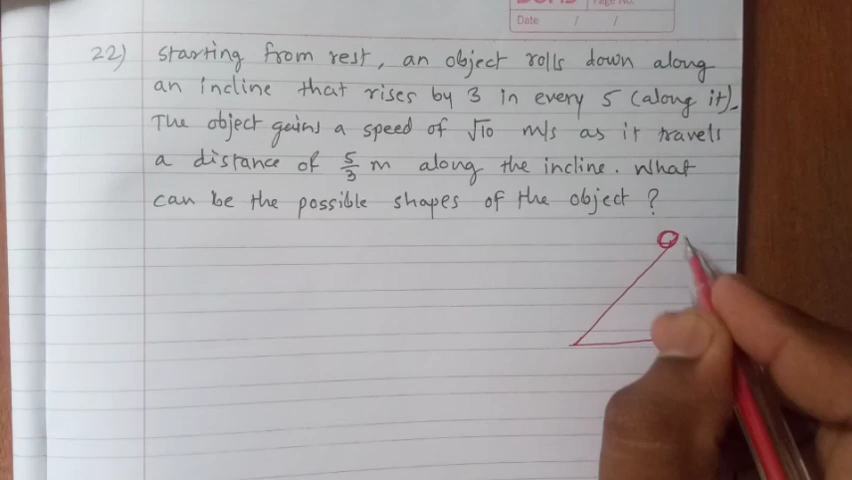 Page No.
Date / /
22) starting from rest, an object rolls down along
an incline that rises by 3 in every 5 (along it).
The object gains a speed of √10 m/s as it travels
a distance of 5/3 m along the incline. What
can be the possible shapes of the object ?